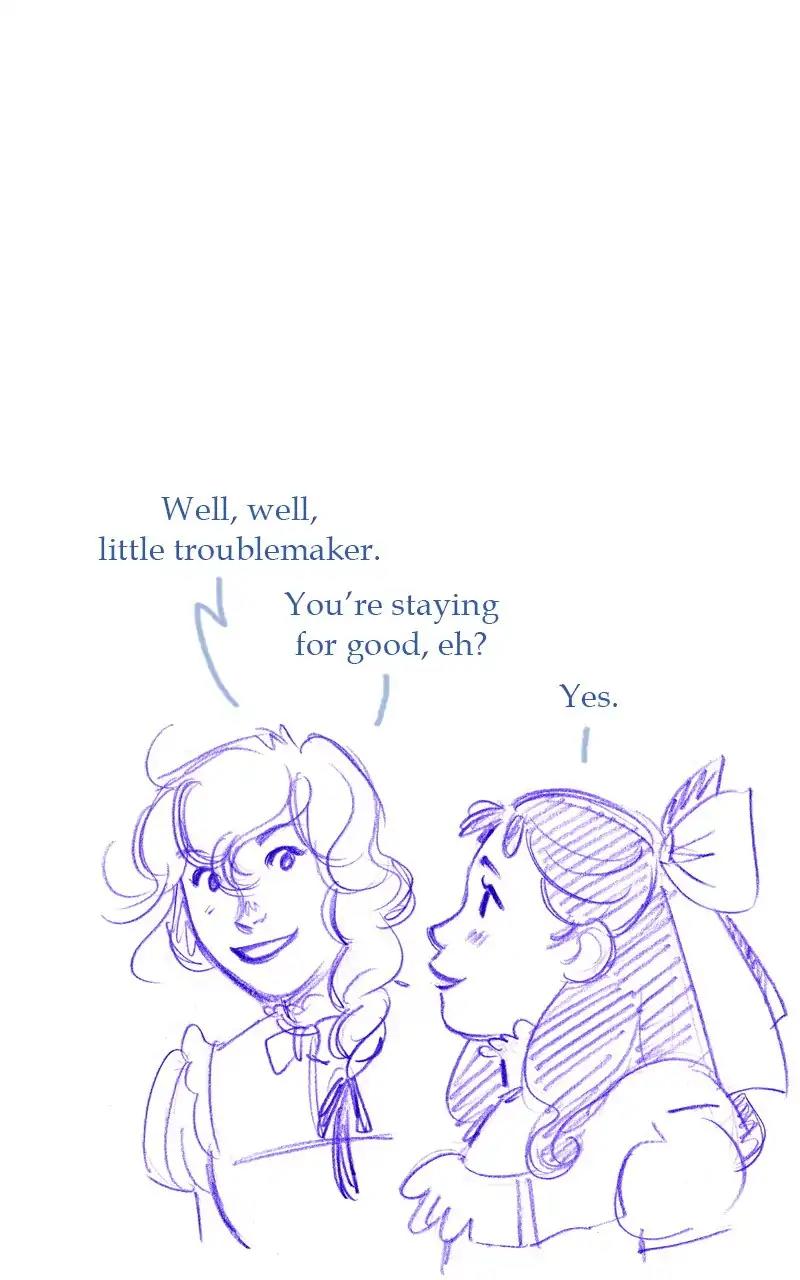 Well, well,
little troublemaker.
You’re staying
for good, eh?
Yes.